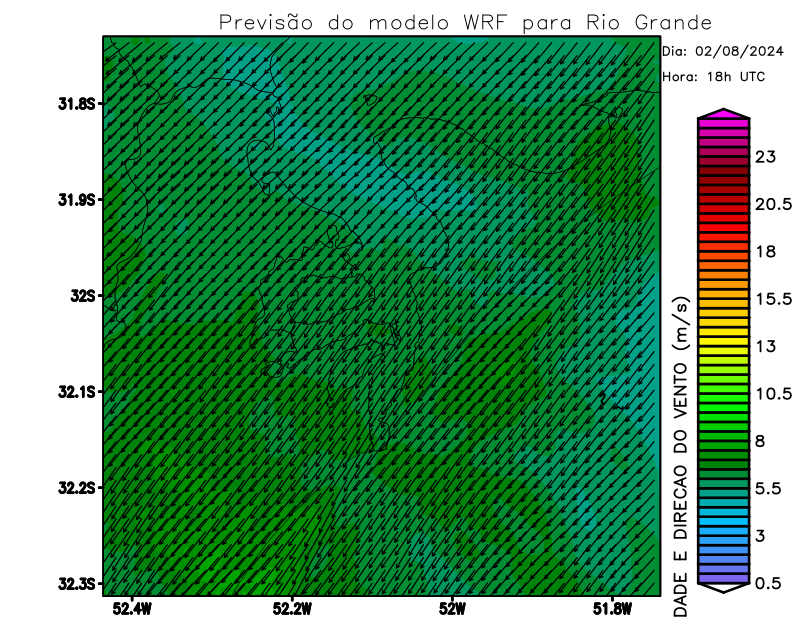 Previsão do modelo WRF para Rio Grande
Dia: 02/08/2024
Hora: 18h UTC
31.8S
31.9S
32S
32.1S
32.2S
32.3S
52.4W
52.2W
52W
51.8W
DADE E DIRECAO DO VENTO (m/s)
23
20.5
18
15.5
13
10.5
8
5.5
3
0.5